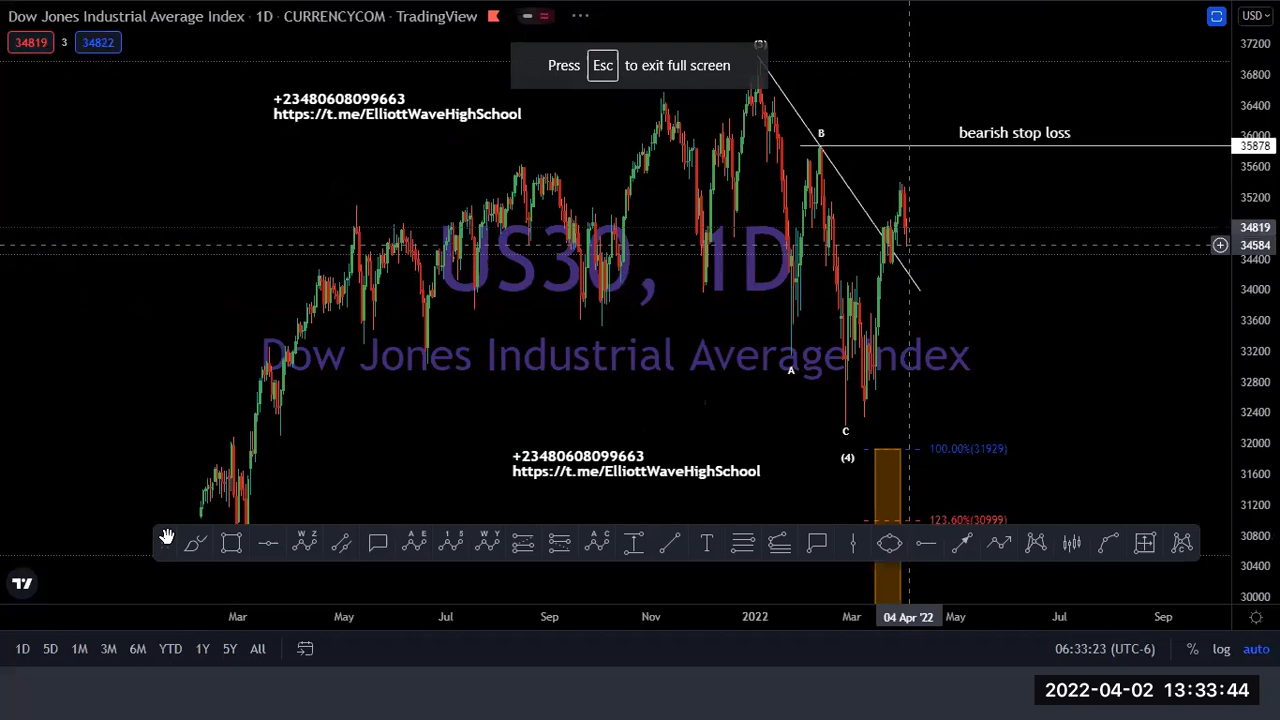 Dow Jones Industrial Average Index · 1D · CURRENCYCOM · TradingView
USD
34819 3 34822
(3)
Press Esc to exit full screen
37200
36800
+23480608099663
https://t.me/ElliottWaveHighSchool
36400
B
bearish stop loss
36000
35878
35600
35200
34819
34584
US30, 1D
34400
34000
33600
Dow Jones Industrial Average Index
33200
A
32800
32400
C
(4)
32000
100.00%(31929)
+23480608099663
https://t.me/ElliottWaveHighSchool
31600
31200
123.60%(30999)
30800
W Z
A E
1 5
W Y
A C
T
30400
30000
Mar May Jul Sep Nov 2022 Mar 04 Apr '22 May Jul Sep
1D 5D 1M 3M 6M YTD 1Y 5Y All 06:33:23 (UTC-6) % log auto
2022-04-02 13:33:44